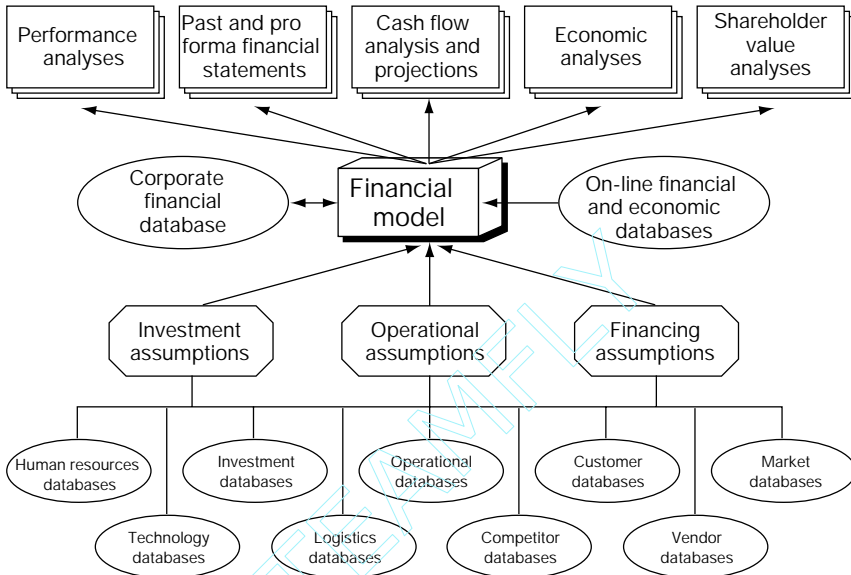 Performance
analyses
Past and pro
forma financial
statements
Cash flow
analysis and
projections
Economic
analyses
Shareholder
value
analyses
Corporate
financial
database
Financial
model
On-line financial
and economic
databases
Investment
assumptions
Operational
assumptions
Financing
assumptions
Human resources
databases
Investment
databases
Operational
databases
Customer
databases
Market
databases
Technology
databases
Logistics
databases
Competitor
databases
Vendor
databases
TEAMFLY